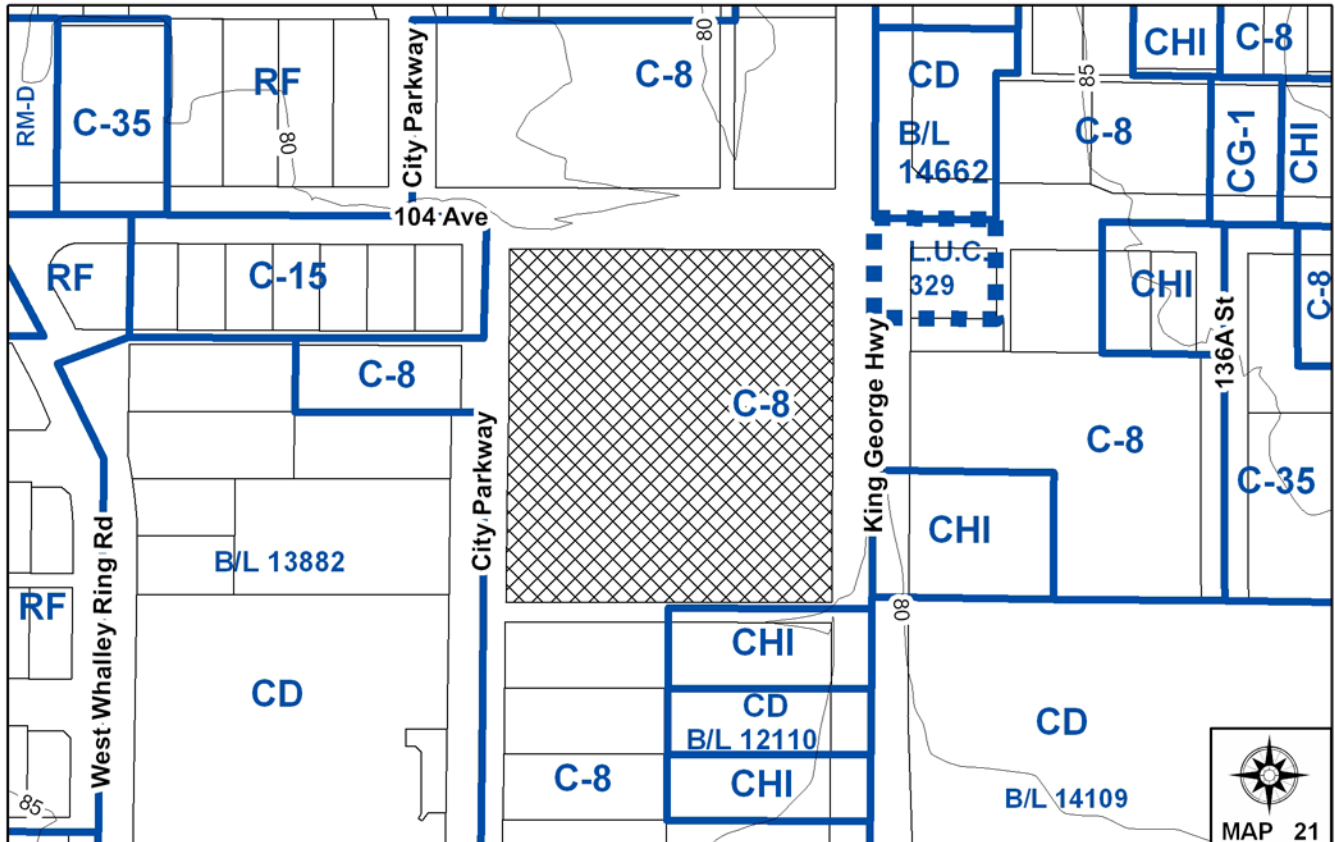 CHI
C-8
80
RM-D
C-35
RF
80
City Parkway
C-8
CD
B/L
14662
85
C-8
CG-1
CHI
104 Ave
RF
C-15
L.U.C.
329
CHI
C-8
136A St
C-8
C-8
King George Hwy
C-8
City Parkway
C-35
CHI
West Whalley Ring Rd
B/L 13882
RF
80
CHI
CD
CD
B/L 12110
CD
C-8
CHI
B/L 14109
85
MAP 21